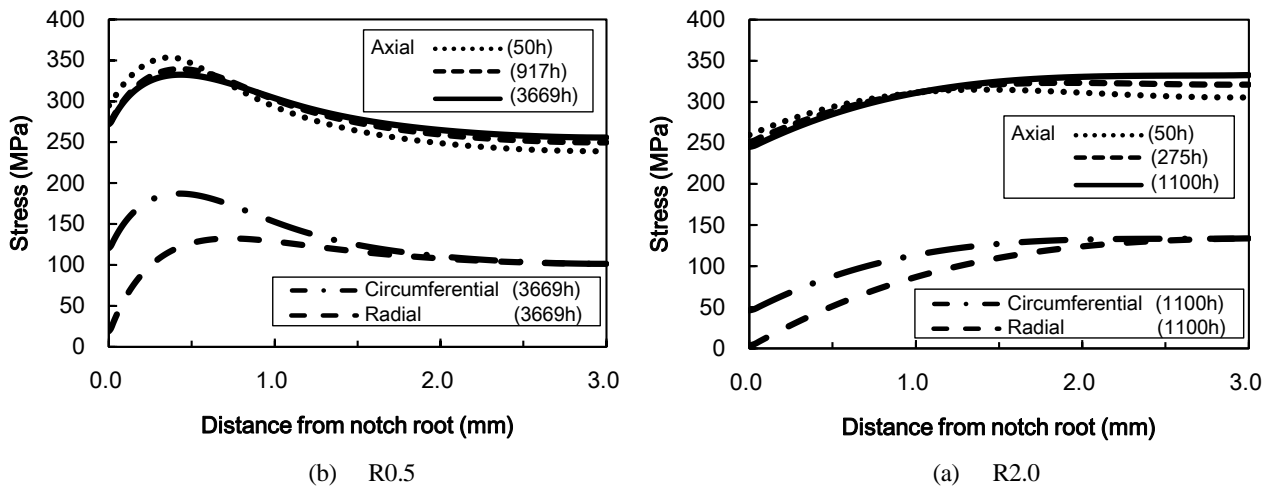 400
350
300
250
200
150
100
50
0
Stress (MPa)
Axial (50h)
(917h)
(3669h)
Circumferential (3669h)
Radial (3669h)
0.0 1.0 2.0 3.0
Distance from notch root (mm)
(b) R0.5
400
350
300
250
200
150
100
50
0
Stress (MPa)
Axial (50h)
(275h)
(1100h)
Circumferential (1100h)
Radial (1100h)
0.0 1.0 2.0 3.0
Distance from notch root (mm)
(a) R2.0